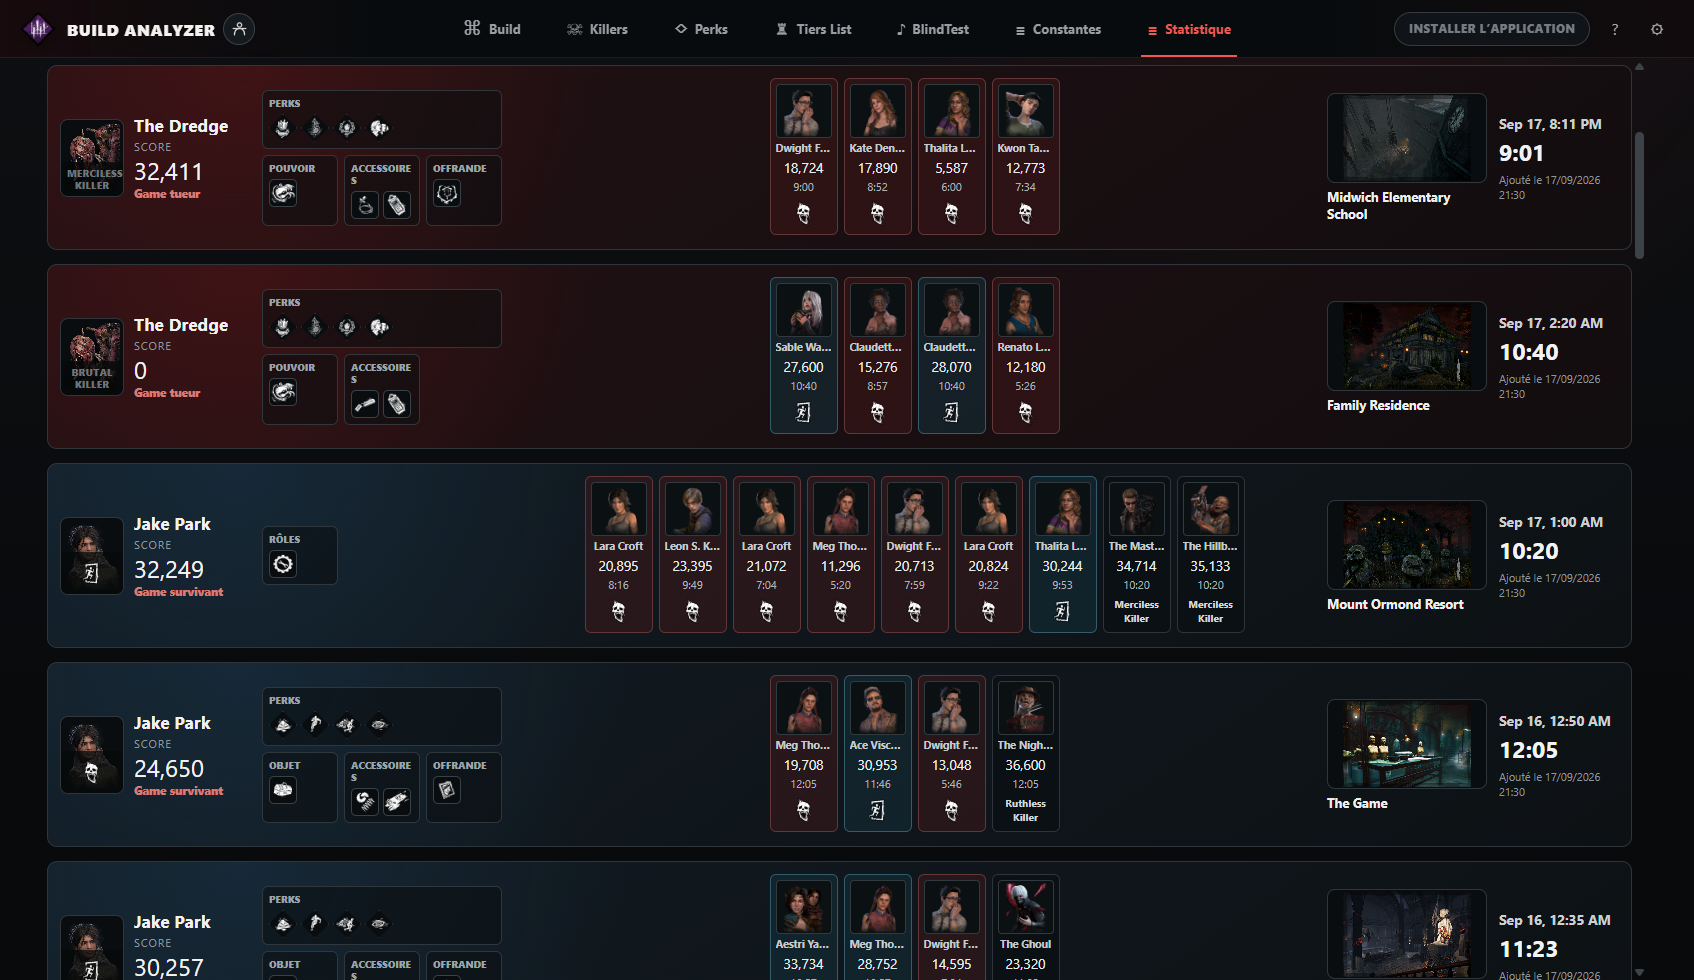 BUILD ANALYZER
Build
Killers
Perks
Tiers List
BlindTest
Constantes
Statistique
INSTALLER L'APPLICATION
?
MERCILESS
KILLER
The Dredge
SCORE
32,411
Game tueur
PERKS
POUVOIR
ACCESSOIRE
S
OFFRANDE
Dwight F...
18,724
9:00
Kate Den...
17,890
8:52
Thalita L...
5,587
6:00
Kwon Ta...
12,773
7:34
Midwich Elementary
School
Sep 17, 8:11 PM
9:01
Ajouté le 17/09/2026
21:30
BRUTAL
KILLER
The Dredge
SCORE
0
Game tueur
PERKS
POUVOIR
ACCESSOIRE
S
Sable Wa...
27,600
10:40
Claudett...
15,276
8:57
Claudett...
28,070
10:40
Renato L...
12,180
5:26
Family Residence
Sep 17, 2:20 AM
10:40
Ajouté le 17/09/2026
21:30
Jake Park
SCORE
32,249
Game survivant
RÔLES
Lara Croft
20,895
8:16
Leon S. K...
23,395
9:49
Lara Croft
21,072
7:04
Meg Tho...
11,296
5:20
Dwight F...
20,713
7:59
Lara Croft
20,824
9:22
Thalita L...
30,244
9:53
The Mast...
34,714
10:20
Merciless
Killer
The Hillb...
35,133
10:20
Merciless
Killer
Mount Ormond Resort
Sep 17, 1:00 AM
10:20
Ajouté le 17/09/2026
21:30
Jake Park
SCORE
24,650
Game survivant
PERKS
OBJET
ACCESSOIRE
S
OFFRANDE
Meg Tho...
19,708
12:05
Ace Visc...
30,953
11:46
Dwight F...
13,048
5:46
The Nigh...
36,600
12:05
Ruthless
Killer
The Game
Sep 16, 12:50 AM
12:05
Ajouté le 17/09/2026
21:30
Jake Park
SCORE
30,257
PERKS
OBJET
ACCESSOIRE
S
OFFRANDE
Aestri Ya...
33,734
Meg Tho...
28,752
Dwight F...
14,595
The Ghoul
23,320
Sep 16, 12:35 AM
11:23
Ajouté le 17/09/2026